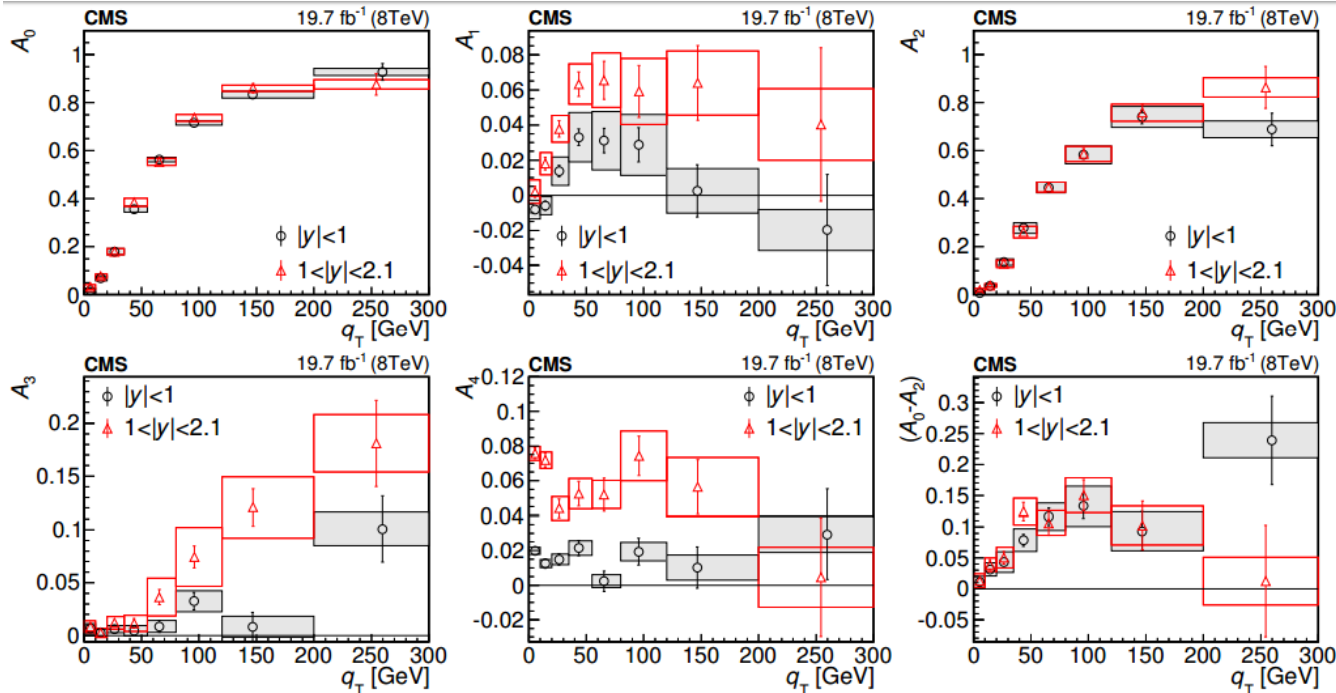 CMS 19.7 fb⁻¹ (8TeV)
A₀
1
0.8
0.6
0.4
0.2
0
|y|<1
1<|y|<2.1
0 50 100 150 200 250 300
q_T [GeV]
CMS 19.7 fb⁻¹ (8TeV)
A₁
0.08
0.06
0.04
0.02
0
-0.02
-0.04
|y|<1
1<|y|<2.1
0 50 100 150 200 250 300
q_T [GeV]
CMS 19.7 fb⁻¹ (8TeV)
A₂
1
0.8
0.6
0.4
0.2
0
|y|<1
1<|y|<2.1
0 50 100 150 200 250 300
q_T [GeV]
CMS 19.7 fb⁻¹ (8TeV)
A₃
|y|<1
1<|y|<2.1
0.2
0.15
0.1
0.05
0
0 50 100 150 200 250 300
q_T [GeV]
CMS 19.7 fb⁻¹ (8TeV)
A₄
0.12
|y|<1
0.1
1<|y|<2.1
0.08
0.06
0.04
0.02
0
-0.02
-0.04
0 50 100 150 200 250 300
q_T [GeV]
CMS 19.7 fb⁻¹ (8TeV)
(A₀-A₂)
|y|<1
1<|y|<2.1
0.3
0.25
0.2
0.15
0.1
0.05
0
-0.05
0 50 100 150 200 250 300
q_T [GeV]